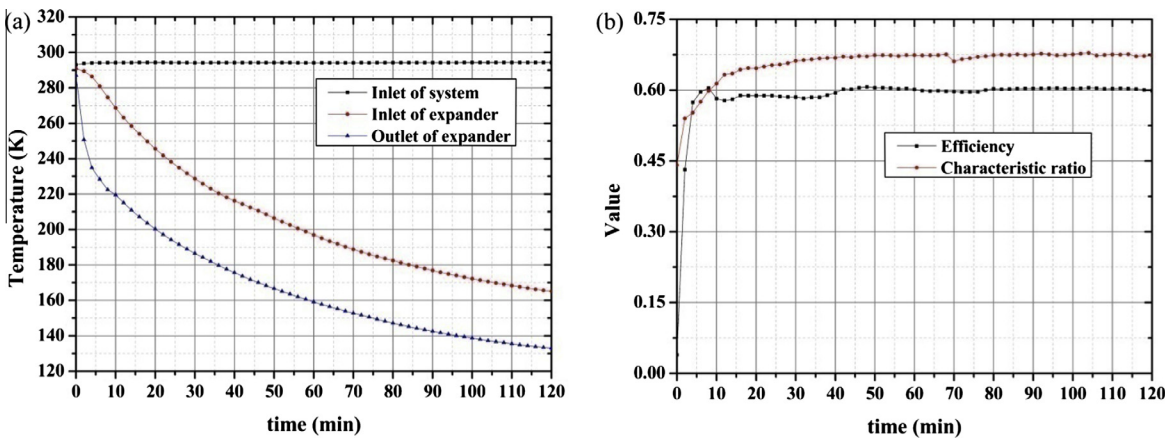 (a)
320
300
280
260
240
220
200
180
160
140
120
Temperature (K)
Inlet of system
Inlet of expander
Outlet of expander
0 10 20 30 40 50 60 70 80 90 100 110 120
time (min)
(b)
0.75
0.60
0.45
0.30
0.15
0.00
Value
Efficiency
Characteristic ratio
0 10 20 30 40 50 60 70 80 90 100 110 120
time (min)